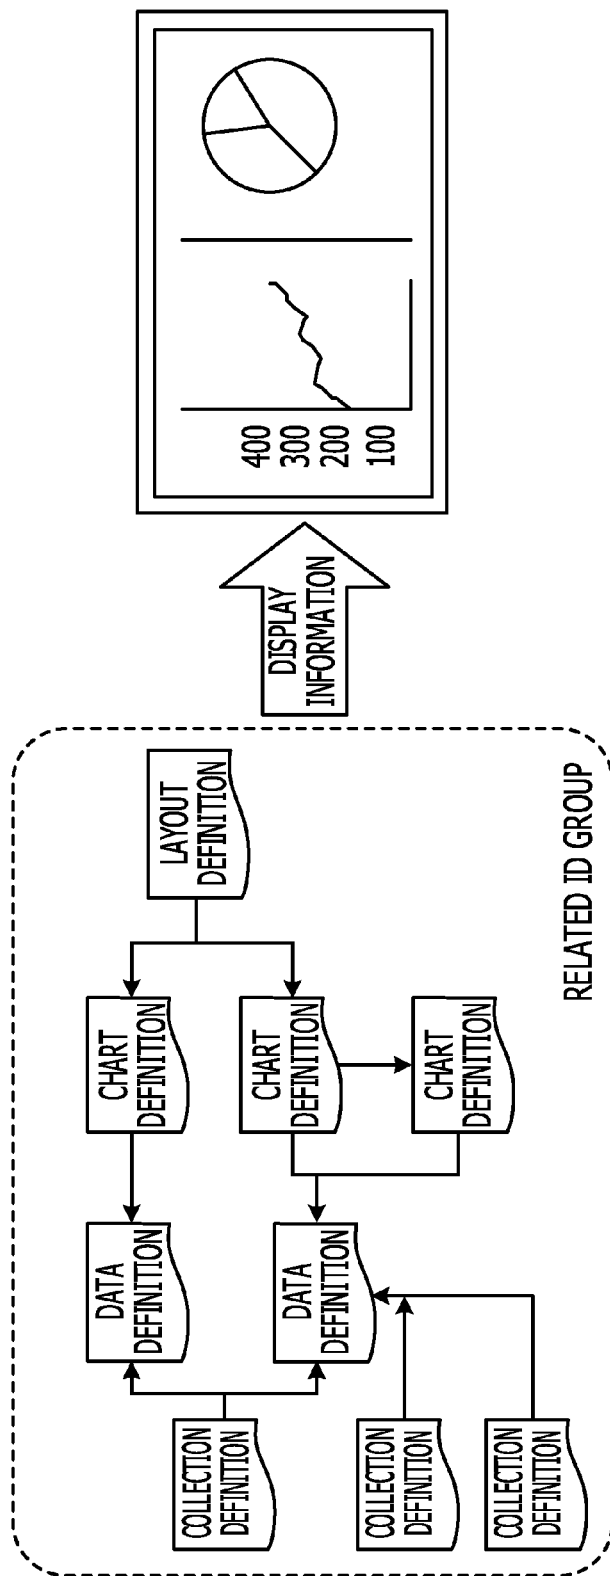 COLLECTION
DEFINITION
COLLECTION
DEFINITION
COLLECTION
DEFINITION
DATA
DEFINITION
DATA
DEFINITION
CHART
DEFINITION
CHART
DEFINITION
CHART
DEFINITION
LAYOUT
DEFINITION
RELATED ID GROUP
DISPLAY
INFORMATION
400
300
200
100